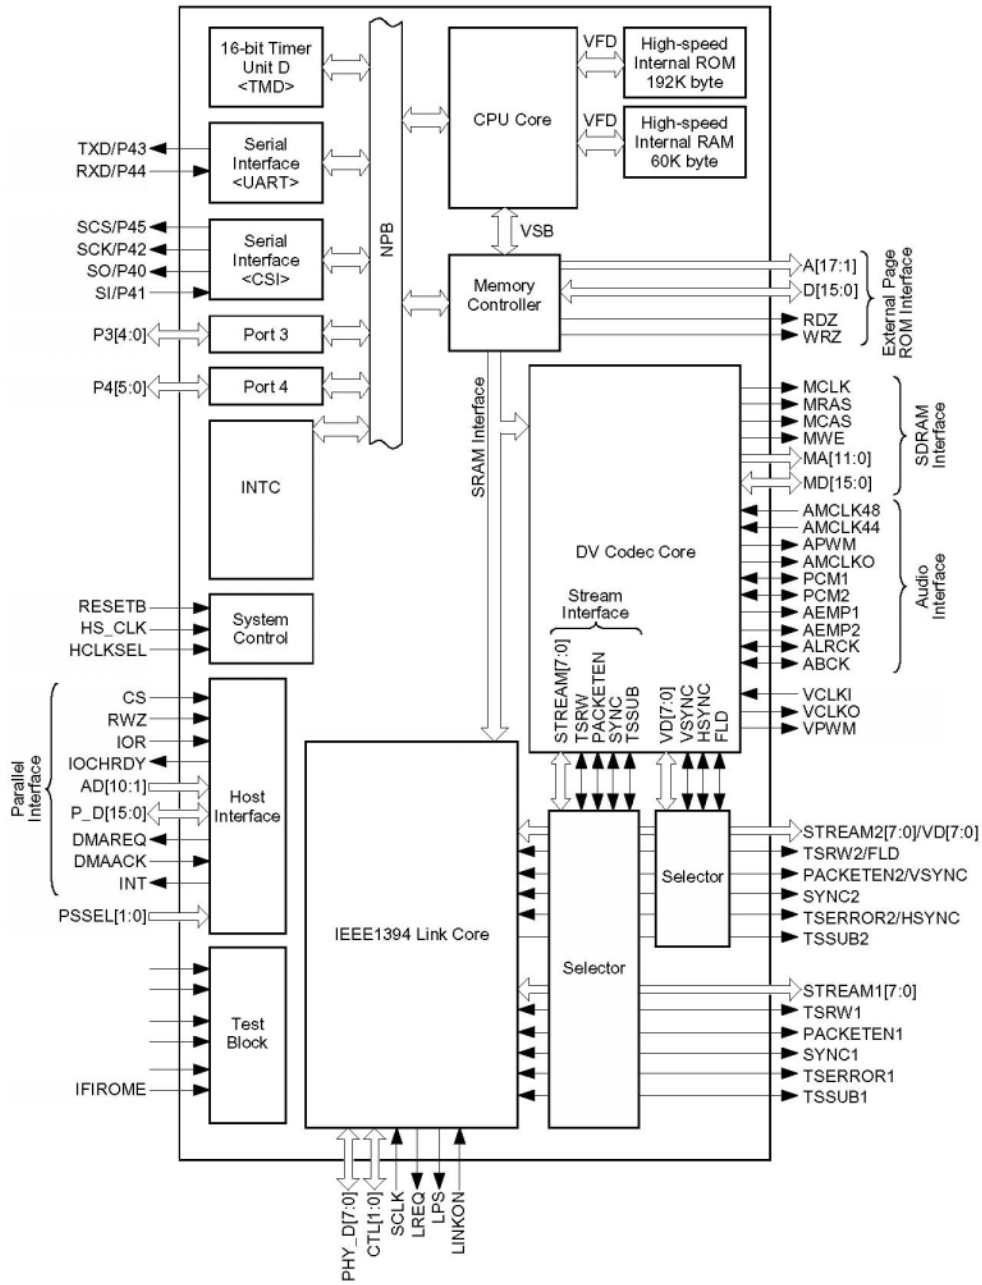 16-bit Timer
Unit D
<TMD>
TXD/P43
RXD/P44
Serial
Interface
<UART>
SCS/P45
SCK/P42
SO/P40
SI/P41
Serial
Interface
<CSI>
P3[4:0]
Port 3
P4[5:0]
Port 4
INTC
NPB
CPU Core
VFD
High-speed
Internal ROM
192K byte
VFD
High-speed
Internal RAM
60K byte
VSB
Memory
Controller
A[17:1]
D[15:0]
RDZ
WRZ
External Page
ROM Interface
SRAM Interface
MCLK
MRAS
MCAS
MWE
MA[11:0]
MD[15:0]
SDRAM
Interface
DV Codec Core
AMCLK48
AMCLK44
APWM
AMCLKO
PCM1
PCM2
AEMP1
AEMP2
ALRCK
ABCK
Audio
Interface
VCLKI
VCLKO
VPWM
Stream
Interface
STREAM[7:0]
TSRW
PACKETEN
SYNC
TSSUB
VD[7:0]
VSYNC
HSYNC
FLD
RESETB
HS_CLK
HCLKSEL
System
Control
Parallel
Interface
CS
RWZ
IOR
IOCHRDY
AD[10:1]
P_D[15:0]
DMAREQ
DMAACK
INT
PSSEL[1:0]
Host
Interface
IEEE1394 Link Core
Selector
Selector
STREAM2[7:0]/VD[7:0]
TSRW2/FLD
PACKETEN2/VSYNC
SYNC2
TSERROR2/HSYNC
TSSUB2
STREAM1[7:0]
TSRW1
PACKETEN1
SYNC1
TSERROR1
TSSUB1
Test
Block
IFIROME
PHY_D[7:0]
CTL[1:0]
SCLK
LREQ
LPS
LINKON